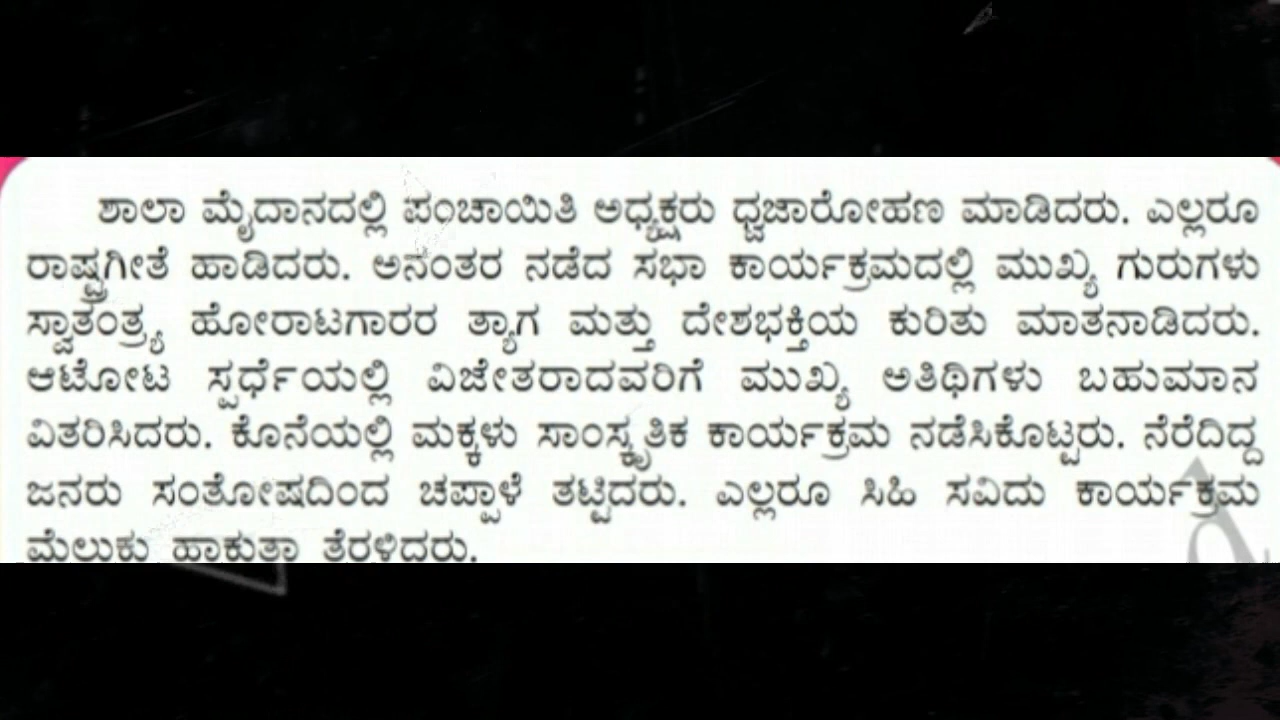 ಶಾಲಾ ಮೈದಾನದಲ್ಲಿ ಪಂಚಾಯಿತಿ ಅಧ್ಯಕ್ಷರು ಧ್ವಜಾರೋಹಣ ಮಾಡಿದರು. ಎಲ್ಲರೂ
ರಾಷ್ಟ್ರಗೀತೆ ಹಾಡಿದರು. ಅನಂತರ ನಡೆದ ಸಭಾ ಕಾರ್ಯಕ್ರಮದಲ್ಲಿ ಮುಖ್ಯ ಗುರುಗಳು
ಸ್ವಾತಂತ್ರ್ಯ ಹೋರಾಟಗಾರರ ತ್ಯಾಗ ಮತ್ತು ದೇಶಭಕ್ತಿಯ ಕುರಿತು ಮಾತನಾಡಿದರು.
ಆಟೋಟ ಸ್ಪರ್ಧೆಯಲ್ಲಿ ವಿಜೇತರಾದವರಿಗೆ ಮುಖ್ಯ ಅತಿಥಿಗಳು ಬಹುಮಾನ
ವಿತರಿಸಿದರು. ಕೊನೆಯಲ್ಲಿ ಮಕ್ಕಳು ಸಾಂಸ್ಕೃತಿಕ ಕಾರ್ಯಕ್ರಮ ನಡೆಸಿಕೊಟ್ಟರು. ನೆರೆದಿದ್ದ
ಜನರು ಸಂತೋಷದಿಂದ ಚಪ್ಪಾಳೆ ತಟ್ಟಿದರು. ಎಲ್ಲರೂ ಸಿಹಿ ಸವಿದು ಕಾರ್ಯಕ್ರಮ
ಮೆಲುಕು ಹಾಕುತ್ತಾ ತೆರಳಿದರು.